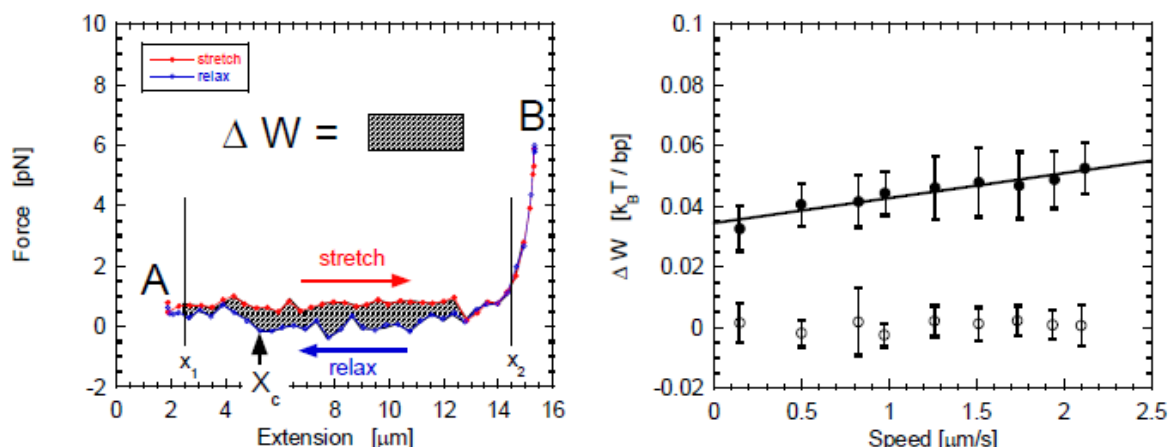 10
8
6
4
2
0
-2
Force [pN]
stretch
relax
Δ W =
B
A
stretch
relax
x1
Xc
x2
0 2 4 6 8 10 12 14 16
Extension [μm]
0.1
0.08
0.06
0.04
0.02
0
-0.02
Δ W [kBT / bp]
0 0.5 1 1.5 2 2.5
Speed [μm/s]